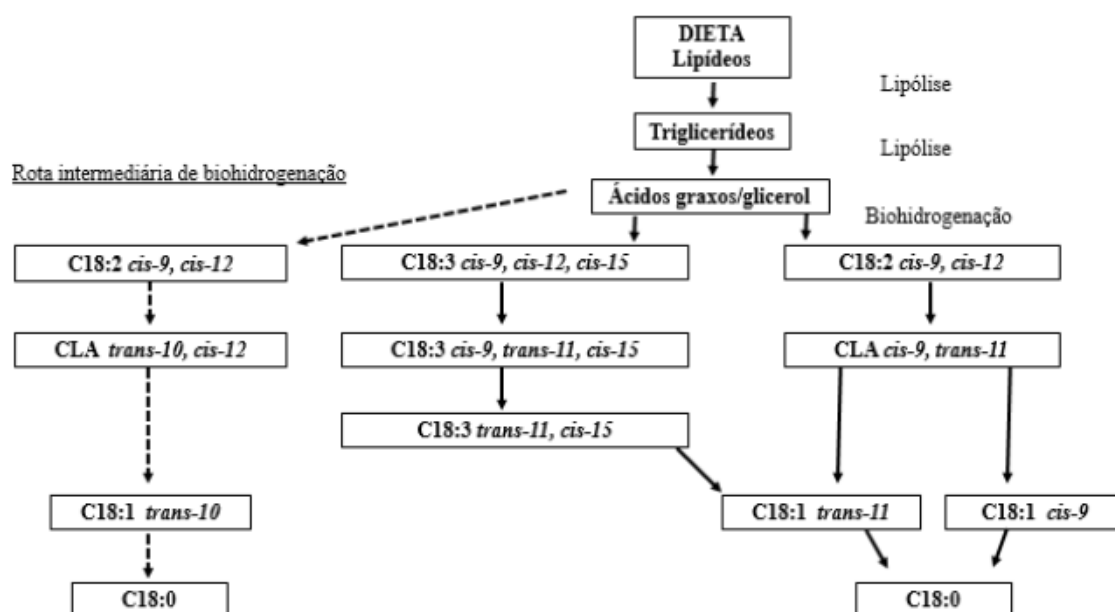 DIETA
Lipídeos
Lipólise
Triglicerídeos
Lipólise
Rota intermediária de biohidrogenação
Ácidos graxos/glicerol
Biohidrogenação
C18:2 cis-9, cis-12
C18:3 cis-9, cis-12, cis-15
C18:2 cis-9, cis-12
CLA trans-10, cis-12
C18:3 cis-9, trans-11, cis-15
CLA cis-9, trans-11
C18:3 trans-11, cis-15
C18:1 trans-10
C18:1 trans-11
C18:1 cis-9
C18:0
C18:0